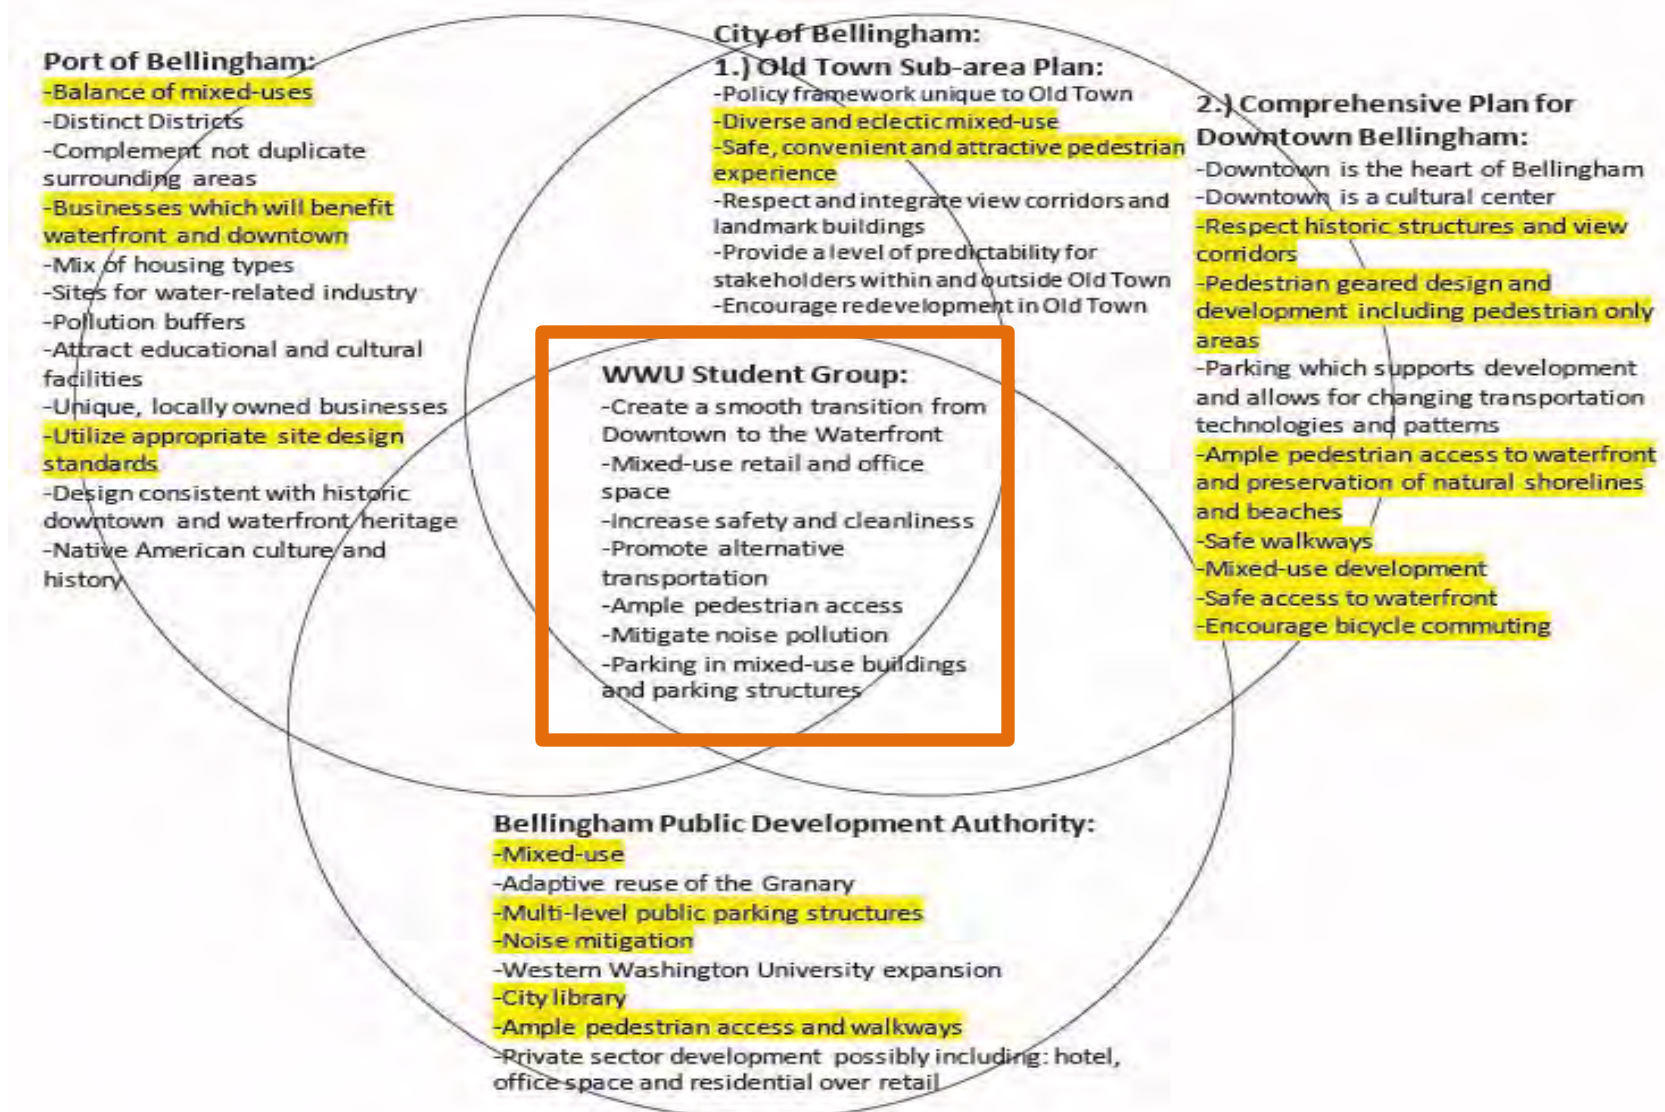 Port of Bellingham:
-Balance of mixed-uses
-Distinct Districts
-Complement not duplicate
surrounding areas
-Businesses which will benefit
waterfront and downtown
-Mix of housing types
-Sites for water-related industry
-Pollution buffers
-Attract educational and cultural
facilities
-Unique, locally owned businesses
-Utilize appropriate site design
standards
-Design consistent with historic
downtown and waterfront heritage
-Native American culture and
history
City of Bellingham:
1.) Old Town Sub-area Plan:
-Policy framework unique to Old Town
-Diverse and eclectic mixed-use
-Safe, convenient and attractive pedestrian
experience
-Respect and integrate view corridors and
landmark buildings
-Provide a level of predictability for
stakeholders within and outside Old Town
-Encourage redevelopment in Old Town
2.) Comprehensive Plan for
Downtown Bellingham:
-Downtown is the heart of Bellingham
-Downtown is a cultural center
-Respect historic structures and view
corridors
-Pedestrian geared design and
development including pedestrian only
areas
-Parking which supports development
and allows for changing transportation
technologies and patterns
-Ample pedestrian access to waterfront
and preservation of natural shorelines
and beaches
-Safe walkways
-Mixed-use development
-Safe access to waterfront
-Encourage bicycle commuting
WWU Student Group:
-Create a smooth transition from
Downtown to the Waterfront
-Mixed-use retail and office
space
-Increase safety and cleanliness
-Promote alternative
transportation
-Ample pedestrian access
-Mitigate noise pollution
-Parking in mixed-use buildings
and parking structures
Bellingham Public Development Authority:
-Mixed-use
-Adaptive reuse of the Granary
-Multi-level public parking structures
-Noise mitigation
-Western Washington University expansion
-City library
-Ample pedestrian access and walkways
-Private sector development possibly including: hotel,
office space and residential over retail